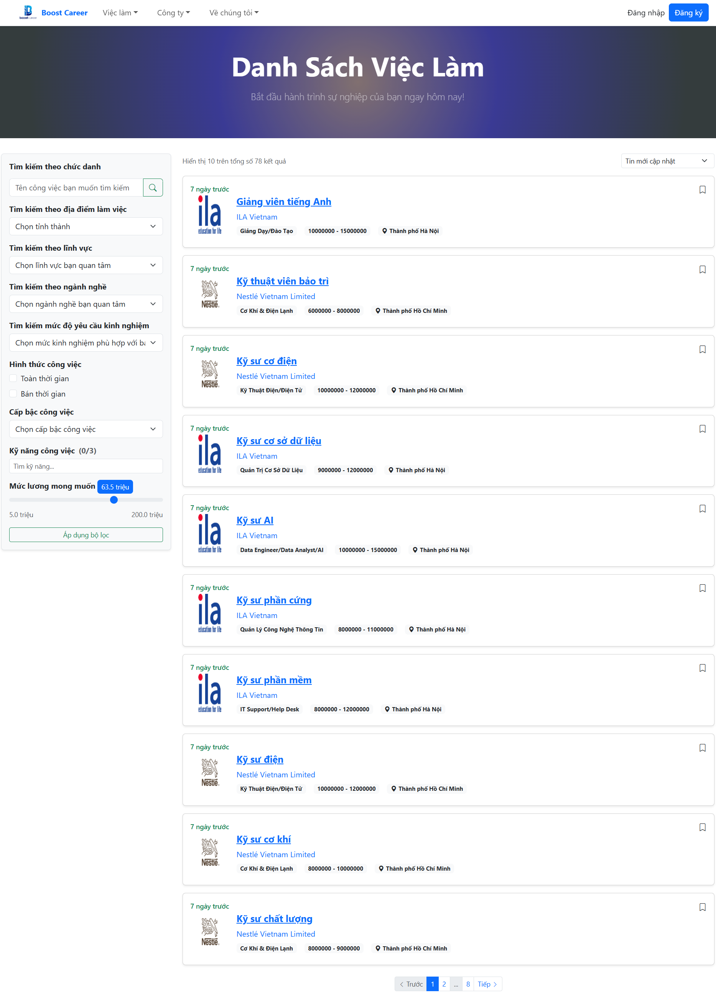 booost career
Boost Career Việc làm Công ty Về chúng tôi Đăng nhập Đăng ký
Danh Sách Việc Làm
Bắt đầu hành trình sự nghiệp của bạn ngay hôm nay!
Tìm kiếm theo chức danh
Tên công việc bạn muốn tìm kiếm
Tìm kiếm theo địa điểm làm việc
Chọn tỉnh thành
Tìm kiếm theo lĩnh vực
Chọn lĩnh vực bạn quan tâm
Tìm kiếm theo ngành nghề
Chọn ngành nghề bạn quan tâm
Tìm kiếm mức độ yêu cầu kinh nghiệm
Chọn mức kinh nghiệm phù hợp với bạ
Hình thức công việc
Toàn thời gian
Bán thời gian
Cấp bậc công việc
Chọn cấp bậc công việc
Kỹ năng công việc (0/3)
Tìm kỹ năng...
Mức lương mong muốn 63.5 triệu
5.0 triệu 200.0 triệu
Áp dụng bộ lọc
Hiển thị 10 trên tổng số 78 kết quả Tin mới cập nhật
7 ngày trước
ila
education for life
Giảng viên tiếng Anh
ILA Vietnam
Giảng Dạy/Đào Tạo 10000000 - 15000000 Thành phố Hà Nội
7 ngày trước
Nestlé
Kỹ thuật viên bảo trì
Nestlé Vietnam Limited
Cơ Khí & Điện Lạnh 6000000 - 8000000 Thành phố Hồ Chí Minh
7 ngày trước
Nestlé
Kỹ sư cơ điện
Nestlé Vietnam Limited
Kỹ Thuật Điện/Điện Tử 10000000 - 12000000 Thành phố Hồ Chí Minh
7 ngày trước
ila
education for life
Kỹ sư cơ sở dữ liệu
ILA Vietnam
Quản Trị Cơ Sở Dữ Liệu 9000000 - 12000000 Thành phố Hà Nội
7 ngày trước
ila
education for life
Kỹ sư AI
ILA Vietnam
Data Engineer/Data Analyst/AI 10000000 - 15000000 Thành phố Hà Nội
7 ngày trước
ila
education for life
Kỹ sư phần cứng
ILA Vietnam
Quản Lý Công Nghệ Thông Tin 8000000 - 11000000 Thành phố Hà Nội
7 ngày trước
ila
education for life
Kỹ sư phần mềm
ILA Vietnam
IT Support/Help Desk 8000000 - 12000000 Thành phố Hà Nội
7 ngày trước
Nestlé
Kỹ sư điện
Nestlé Vietnam Limited
Kỹ Thuật Điện/Điện Tử 10000000 - 12000000 Thành phố Hồ Chí Minh
7 ngày trước
Nestlé
Kỹ sư cơ khí
Nestlé Vietnam Limited
Cơ Khí & Điện Lạnh 8000000 - 10000000 Thành phố Hồ Chí Minh
7 ngày trước
Nestlé
Kỹ sư chất lượng
Nestlé Vietnam Limited
Cơ Khí & Điện Lạnh 8000000 - 9000000 Thành phố Hồ Chí Minh
Trước 1 2 ... 8 Tiếp